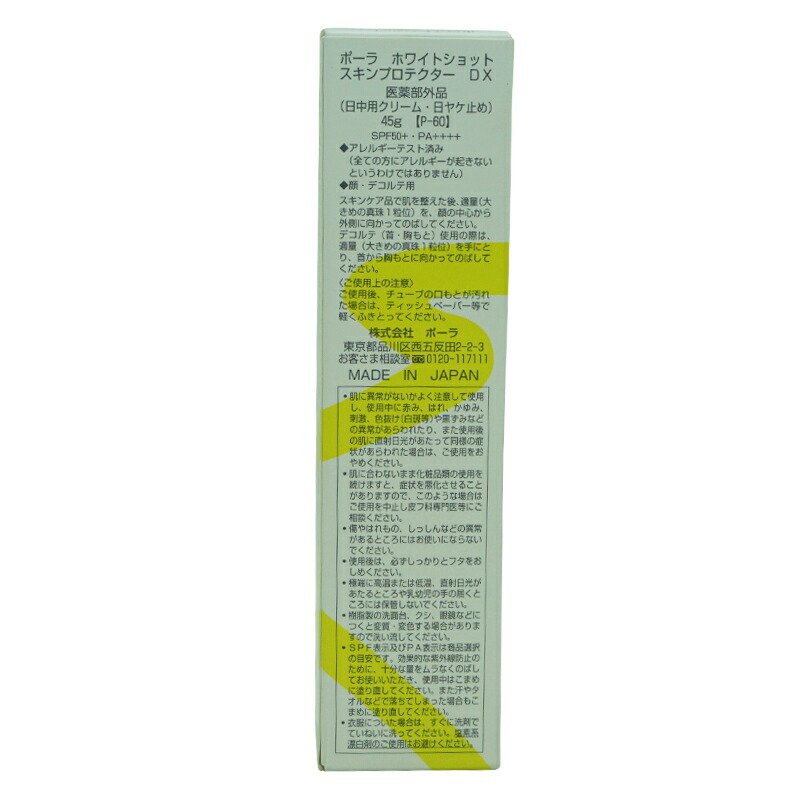 ポーラ ホワイトショット
スキンプロテクター DX
医薬部外品
(日中用クリーム・日ヤケ止め)
45g 【P-60】
SPF50+・PA++++
◆アレルギーテスト済み
(全ての方にアレルギーが起きない
というわけではありません)
◆顔・デコルテ用
スキンケア品で肌を整えた後、適量(大
きめの真珠1粒位)を、顔の中心から
外側に向かってのばしてください。
デコルテ(首・胸もと)使用の際は、
適量(大きめの真珠1粒位)を手にと
り、首から胸もとに向かってのばして
ください。
〈ご使用上の注意〉
ご使用後、チューブの口もとが汚れ
た場合は、ティッシュペーパー等で
軽くふきとってください。
株式会社 ポーラ
東京都品川区西五反田2-2-3
お客さま相談室 0120-117111
MADE IN JAPAN
・肌に異常がないかよく注意して使用
し、使用中に赤み、はれ、かゆみ、
刺激、色抜け(白斑等)や黒ずみなど
の異常があらわれたり、また使用後
の肌に直射日光があたって同様の症
状があらわれた場合は、ご使用をお
やめください。
・肌に合わないまま化粧品類の使用を
続けますと、症状を悪化させること
がありますので、このような場合は
ご使用を中止し皮フ科専門医等にご
相談ください。
・傷やはれもの、しっしんなどの異常
があるところにはお使いにならない
でください。
・使用後は、必ずしっかりとフタをお
しめください。
・極端に高温または低温、直射日光が
あたるところや乳幼児の手の届くと
ころには保管しないでください。
・樹脂製の洗面台、クシ、眼鏡などに
つくと変質・変色する場合がありま
すので洗い流してください。
・SPF表示及びPA表示は商品選択
の目安です。効果的な紫外線防止の
ために、十分な量をムラなくのばし
てお使いいただき、使用中はこまめ
に塗り直してください。また汗やタ
オルなどで落ちてしまった場合もこ
まめに塗り直してください。
・衣服についた場合は、すぐに洗剤で
ていねいに洗ってください。塩素系
漂白剤のご使用はお避けください。